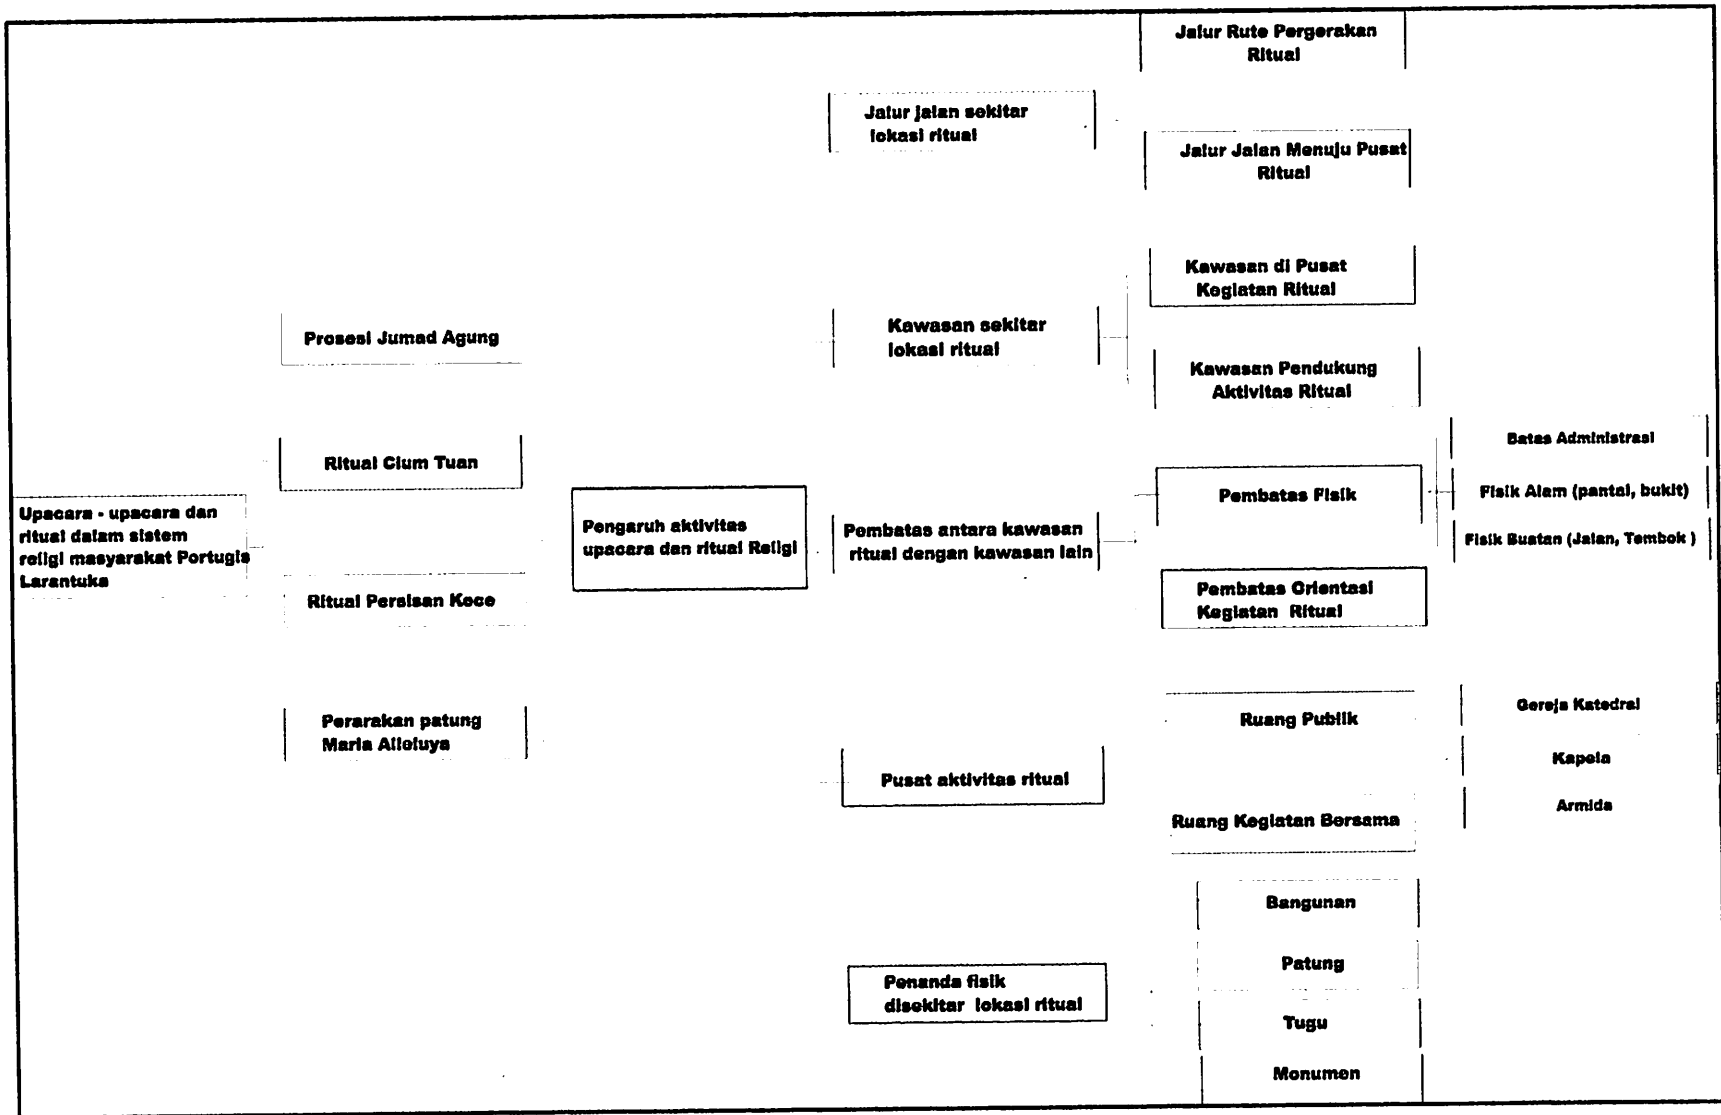 Upacara - upacara dan
ritual dalam sistem
religi masyarakat Portugis
Larantuka
Prosesi Jumad Agung
Ritual Cium Tuan
Ritual Persisan Kece
Perarakan patung
Maria Alleluya
Pengaruh aktivitas
upacara dan ritual Religi
Jalur jalan sekitar
lokasi ritual
Kawasan sekitar
lokasi ritual
Pembatas antara kawasan
ritual dengan kawasan lain
Pusat aktivitas ritual
Penanda fisik
disekitar lokasi ritual
Jalur Rute Pergerakan
Ritual
Jalur Jalan Menuju Pusat
Ritual
Kawasan di Pusat
Kegiatan Ritual
Kawasan Pendukung
Aktivitas Ritual
Pembatas Fisik
Pembatas Orientasi
Kegiatan Ritual
Ruang Publik
Ruang Kegiatan Bersama
Bangunan
Patung
Tugu
Monumen
Batas Administrasi
Fisik Alam (pantai, bukit)
Fisik Buatan (Jalan, Tembok )
Gereja Katedral
Kapela
Armida